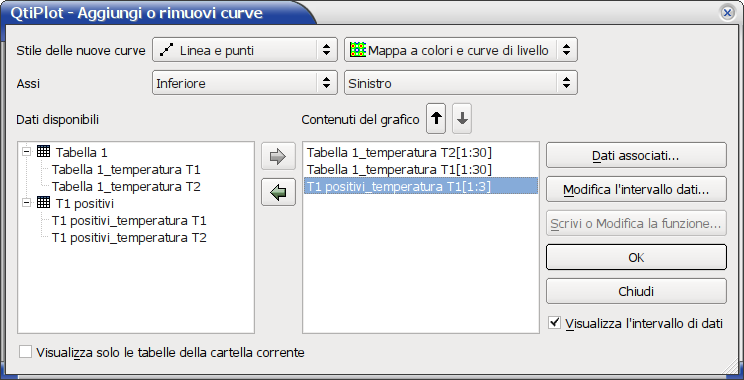 QtiPlot - Aggiungi o rimuovi curve
Stile delle nuove curve
Linea e punti
Mappa a colori e curve di livello
Assi
Inferiore
Sinistro
Dati disponibili
Contenuti del grafico
Tabella 1
Tabella 1_temperatura T1
Tabella 1_temperatura T2
T1 positivi
T1 positivi_temperatura T1
T1 positivi_temperatura T2
Tabella 1_temperatura T2[1:30]
Tabella 1_temperatura T1[1:30]
T1 positivi_temperatura T1[1:3]
Dati associati...
Modifica l'intervallo dati...
Scrivi o Modifica la funzione...
OK
Chiudi
Visualizza l'intervallo di dati
Visualizza solo le tabelle della cartella corrente